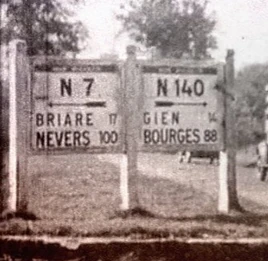 N 7
BRIARE 17
NEVERS 100
N 140
GIEN 14
BOURGES 88